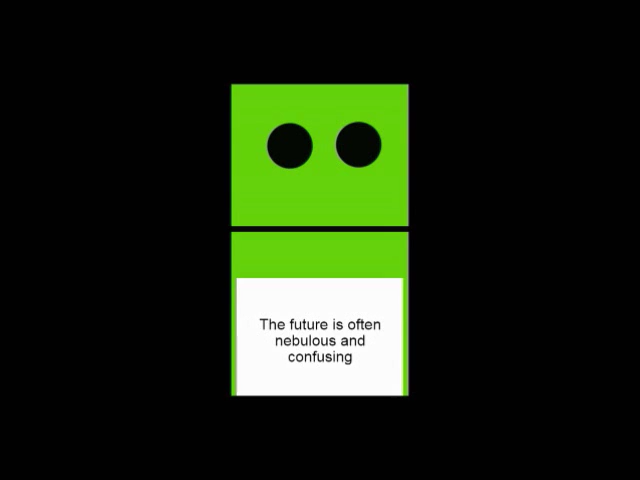 The future is often
nebulous and
confusing